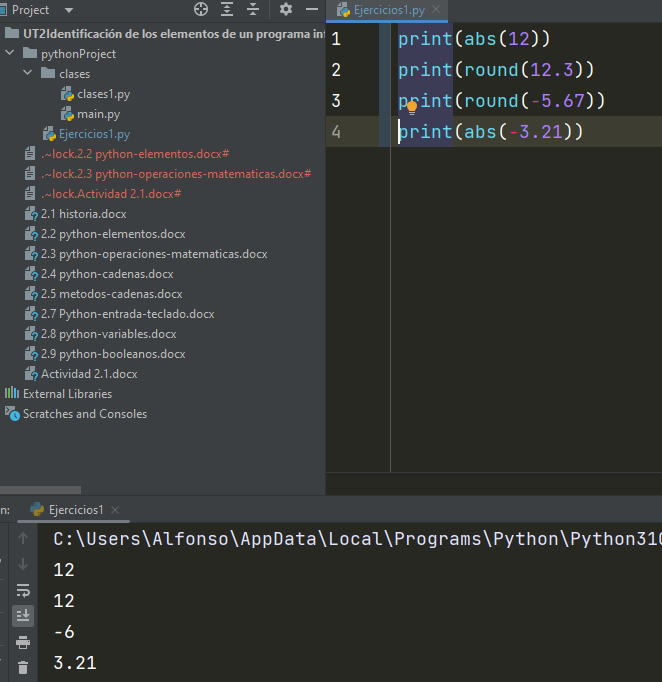 Project
UT2Identificación de los elementos de un programa in
pythonProject
clases
clases1.py
main.py
Ejercicios1.py
.~lock.2.2 python-elementos.docx#
.~lock.2.3 python-operaciones-matematicas.docx#
.~lock.Actividad 2.1.docx#
2.1 historia.docx
2.2 python-elementos.docx
2.3 python-operaciones-matematicas.docx
2.4 python-cadenas.docx
2.5 metodos-cadenas.docx
2.7 Python-entrada-teclado.docx
2.8 python-variables.docx
2.9 python-booleanos.docx
Actividad 2.1.docx
External Libraries
Scratches and Consoles
Ejercicios1.py
1 print(abs(12))
2 print(round(12.3))
3 print(round(-5.67))
4 print(abs(-3.21))
n: Ejercicios1
C:\Users\Alfonso\AppData\Local\Programs\Python\Python310
12
12
-6
3.21